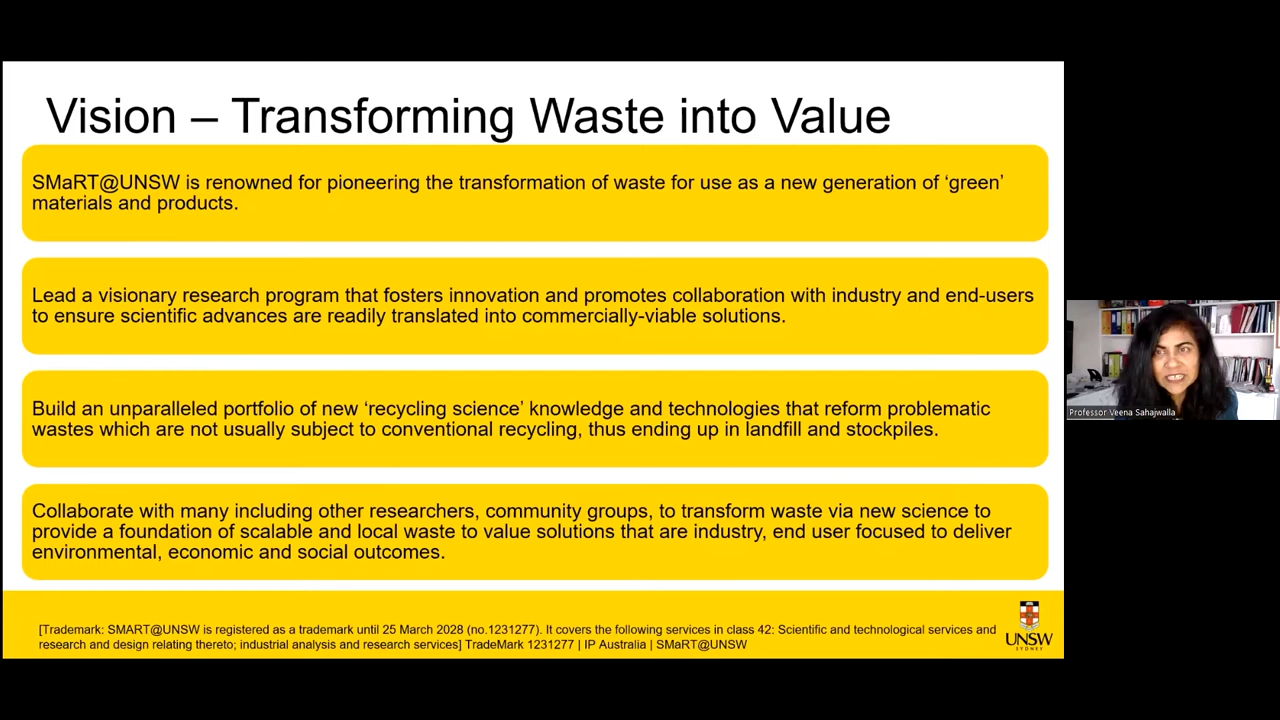 Vision – Transforming Waste into Value
SMaRT@UNSW is renowned for pioneering the transformation of waste for use as a new generation of ‘green’
materials and products.
Lead a visionary research program that fosters innovation and promotes collaboration with industry and end-users
to ensure scientific advances are readily translated into commercially-viable solutions.
Build an unparalleled portfolio of new ‘recycling science’ knowledge and technologies that reform problematic
wastes which are not usually subject to conventional recycling, thus ending up in landfill and stockpiles.
Collaborate with many including other researchers, community groups, to transform waste via new science to
provide a foundation of scalable and local waste to value solutions that are industry, end user focused to deliver
environmental, economic and social outcomes.
[Trademark: SMART@UNSW is registered as a trademark until 25 March 2028 (no.1231277). It covers the following services in class 42: Scientific and technological services and
research and design relating thereto; industrial analysis and research services] TradeMark 1231277 | IP Australia | SMaRT@UNSW
UNSW
SYDNEY
Professor Veena Sahajwalla